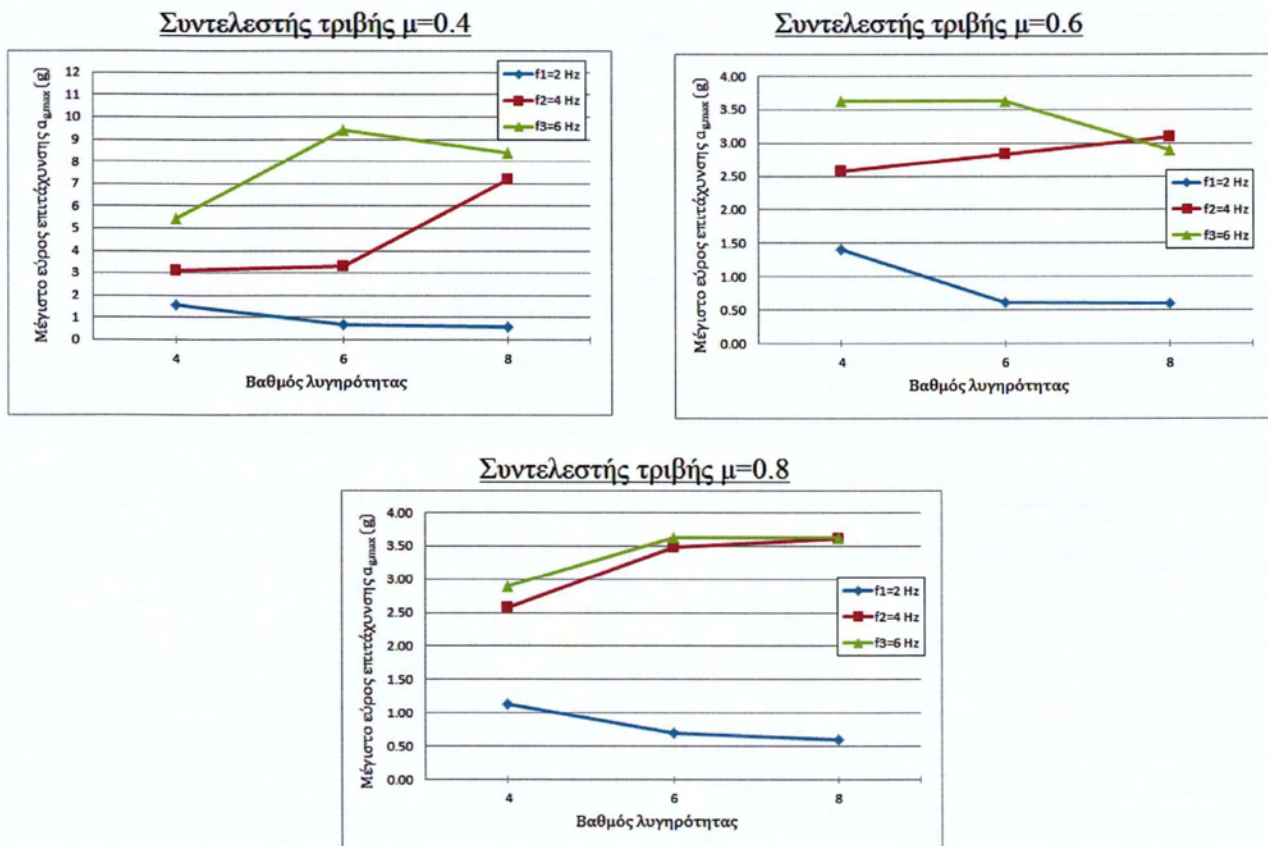 Συντελεστής τριβής μ=0.4
Μέγιστο εύρος επιτάχυνσης αgmax (g)
12
11
10
9
8
7
6
5
4
3
2
1
0
4 6 8
Βαθμός λυγηρότητας
f1=2 Hz
f2=4 Hz
f3=6 Hz
Συντελεστής τριβής μ=0.6
Μέγιστο εύρος επιτάχυνσης αgmax (g)
4.00
3.50
3.00
2.50
2.00
1.50
1.00
0.50
0.00
4 6 8
Βαθμός λυγηρότητας
f1=2 Hz
f2=4 Hz
f3=6 Hz
Συντελεστής τριβής μ=0.8
Μέγιστο εύρος επιτάχυνσης αgmax (g)
4.00
3.50
3.00
2.50
2.00
1.50
1.00
0.50
0.00
4 6 8
Βαθμός λυγηρότητας
f1=2 Hz
f2=4 Hz
f3=6 Hz